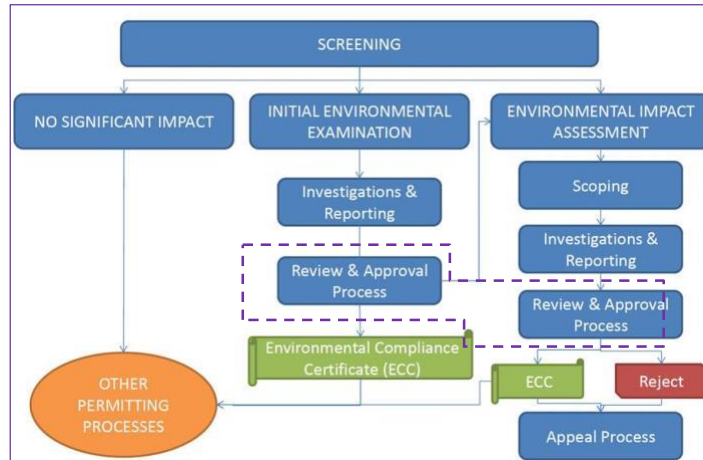 SCREENING
NO SIGNIFICANT IMPACT
INITIAL ENVIRONMENTAL
EXAMINATION
ENVIRONMENTAL IMPACT
ASSESSMENT
Investigations &
Reporting
Scoping
Investigations &
Reporting
Review & Approval
Process
Review & Approval
Process
Environmental Compliance
Certificate (ECC)
ECC
Reject
OTHER
PERMITTING
PROCESSES
Appeal Process